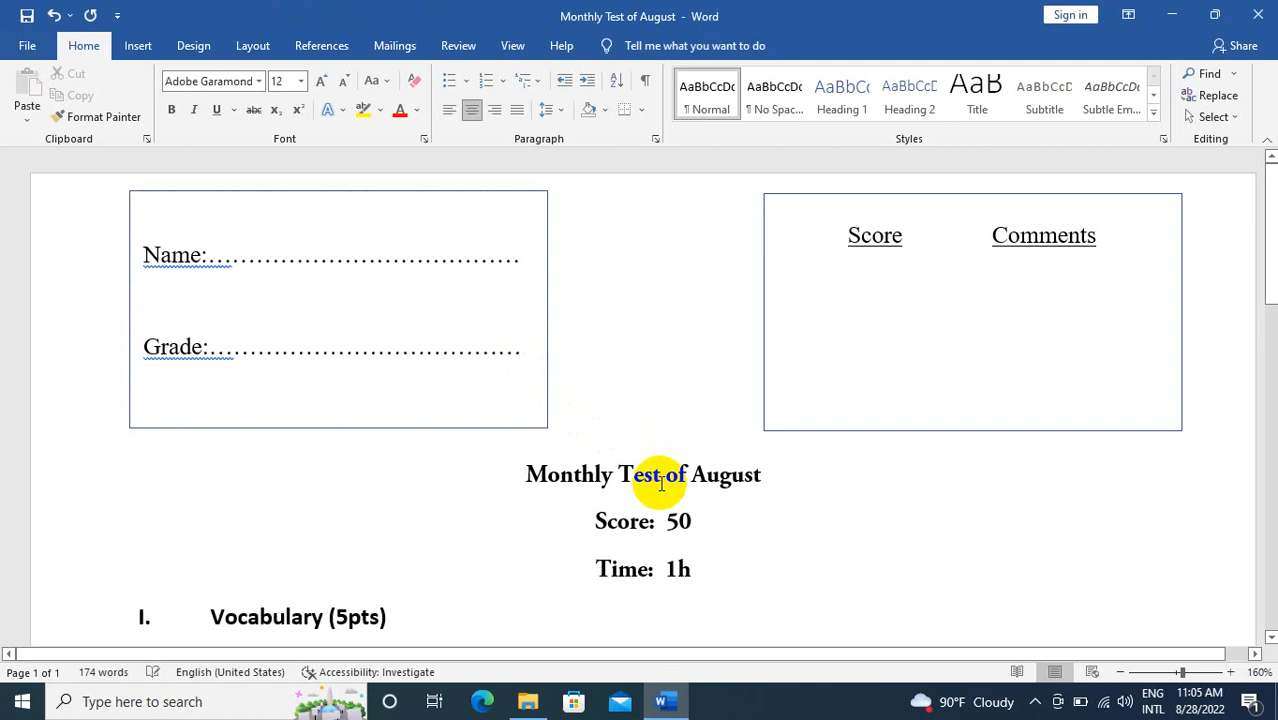 Monthly Test of August - Word
Sign in
File Home Insert Design Layout References Mailings Review View Help Tell me what you want to do Share
Paste
Cut
Copy
Format Painter
Clipboard
Adobe Garamond 12
Font
Paragraph
AaBbCcDc AaBbCcDc AaBbCc AaBbCcD AaB AaBbCcD AaBbCcDc
¶ Normal ¶ No Spac... Heading 1 Heading 2 Title Subtitle Subtle Em...
Styles
Find
Replace
Select
Editing
Name:……………………………………
Grade:……………………………………
Score Comments
Monthly Test of August
Score: 50
Time: 1h
I. Vocabulary (5pts)
Page 1 of 1 174 words English (United States) Accessibility: Investigate 160%
Type here to search
90°F Cloudy
ENG
INTL
11:05 AM
8/28/2022